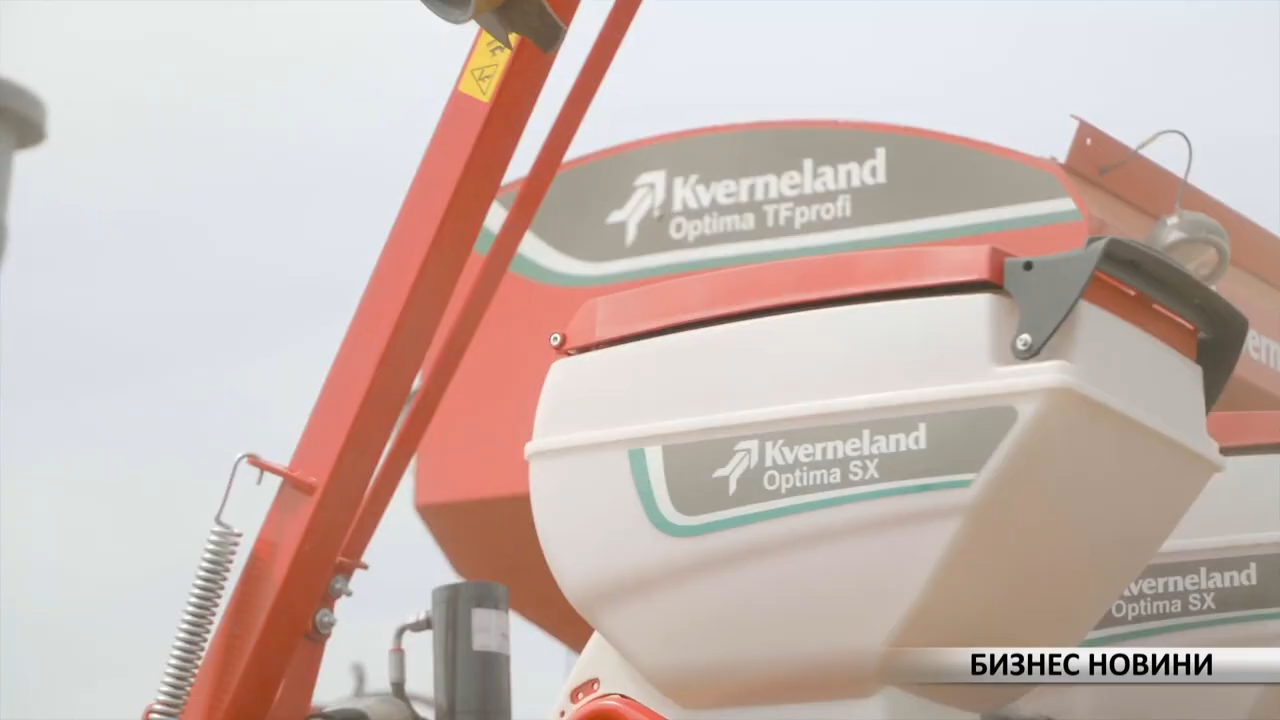 Kverneland
Optima TFprofi
Kverneland
Optima SX
Kverneland
Optima SX
БИЗНЕС НОВИНИ